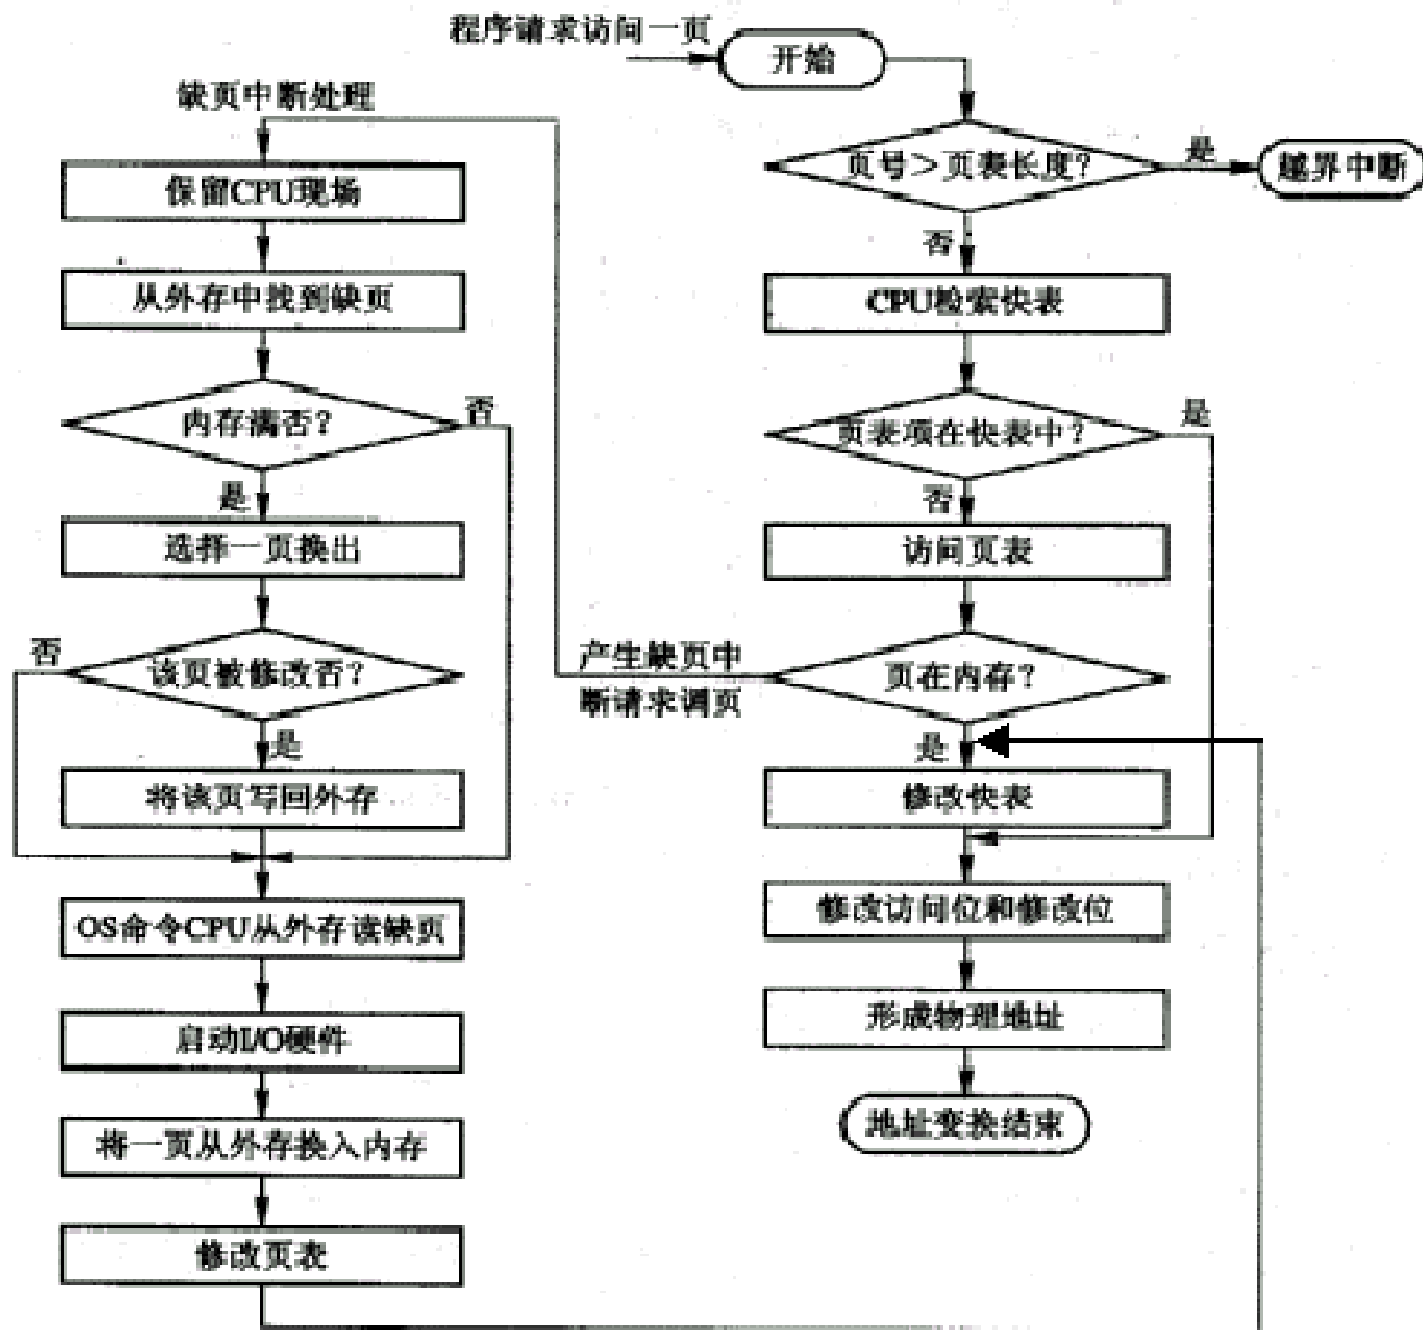 程序请求访问一页
开始
缺页中断处理
页号＞页表长度?
是
越界中断
保留CPU现场
否
从外存中找到缺页
CPU检索快表
内存满否?
否
页表项在快表中?
是
是
否
选择一页换出
访问页表
否
该页被修改否?
产生缺页中
断请求调页
页在内存?
是
是
将该页写回外存
修改快表
OS命令CPU从外存读缺页
修改访问位和修改位
启动I/O硬件
形成物理地址
将一页从外存换入内存
地址变换结束
修改页表